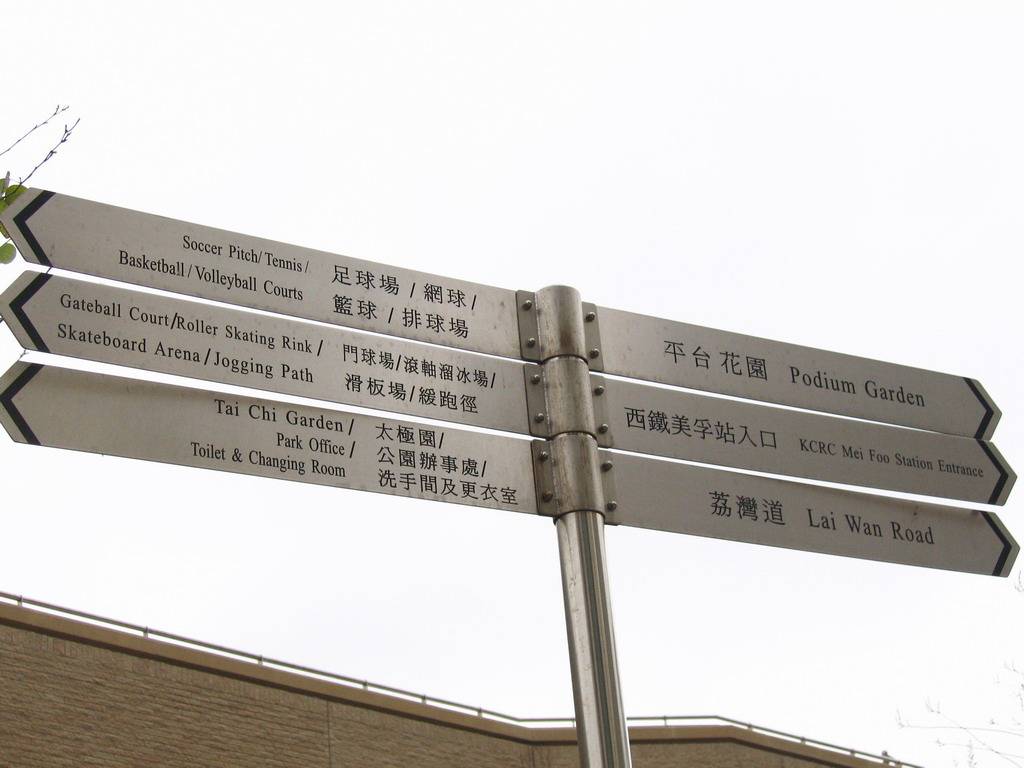 Soccer Pitch/Tennis/
Basketball/Volleyball Courts
足球場/網球/
籃球/排球場
Gateball Court/Roller Skating Rink/
Skateboard Arena/Jogging Path
門球場/滾軸溜冰場/
滑板場/緩跑徑
Tai Chi Garden/
Park Office/
Toilet & Changing Room
太極園/
公園辦事處/
洗手間及更衣室
平台花園 Podium Garden
西鐵美孚站入口 KCRC Mei Foo Station Entrance
荔灣道 Lai Wan Road